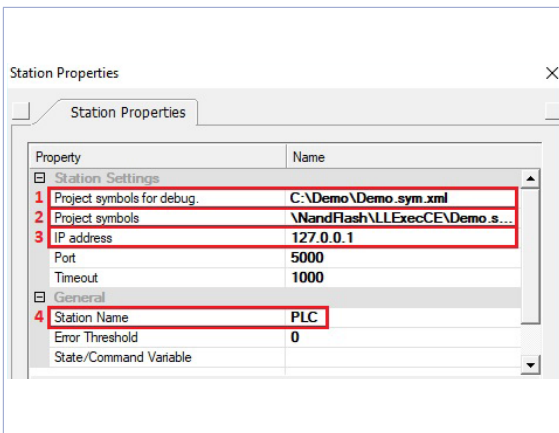 Station Properties
Station Properties
Property Name
Station Settings
1 Project symbols for debug. C:\Demo\Demo.sym.xml
2 Project symbols \NandFlash\LLExecCE\Demo.s...
3 IP address 127.0.0.1
Port 5000
Timeout 1000
General
4 Station Name PLC
Error Threshold 0
State/Command Variable